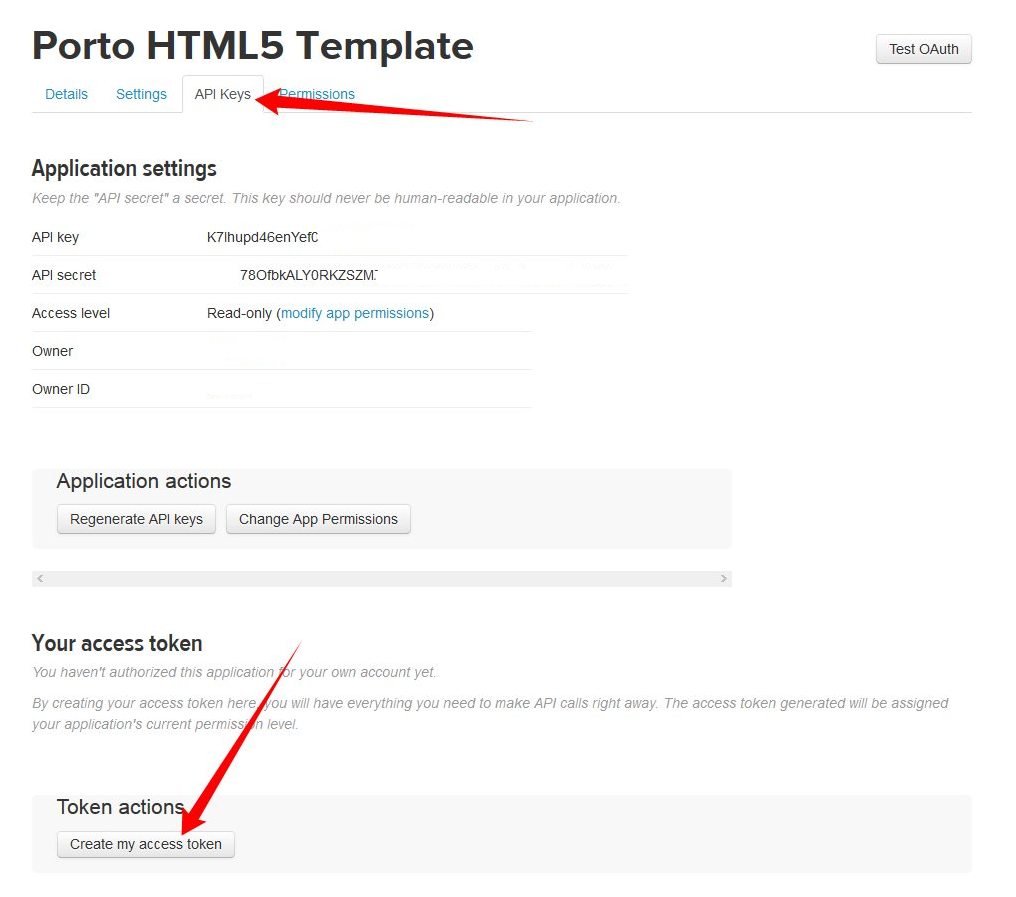 Porto HTML5 Template
Test OAuth
Details Settings API Keys Permissions
Application settings
Keep the "API secret" a secret. This key should never be human-readable in your application.
API key
API secret
Access level Read-only (modify app permissions)
Owner
Owner ID
Application actions
Regenerate API keys Change App Permissions
Your access token
You haven't authorized this application for your own account yet.
By creating your access token here, you will have everything you need to make API calls right away. The access token generated will be assigned
your application's current permission level.
Token actions
Create my access token